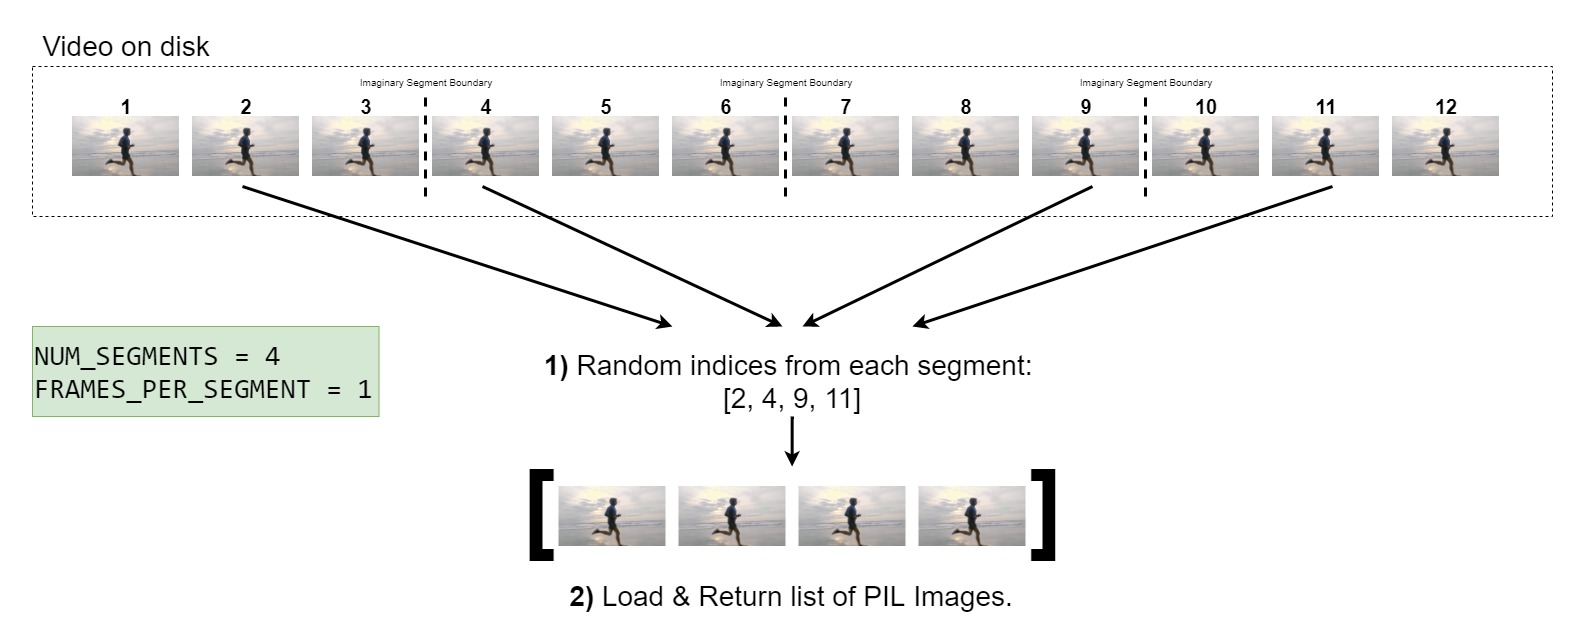 Video on disk
Imaginary Segment Boundary Imaginary Segment Boundary Imaginary Segment Boundary
1 2 3 4 5 6 7 8 9 10 11 12
NUM_SEGMENTS = 4
FRAMES_PER_SEGMENT = 1
1) Random indices from each segment:
[2, 4, 9, 11]
2) Load & Return list of PIL Images.